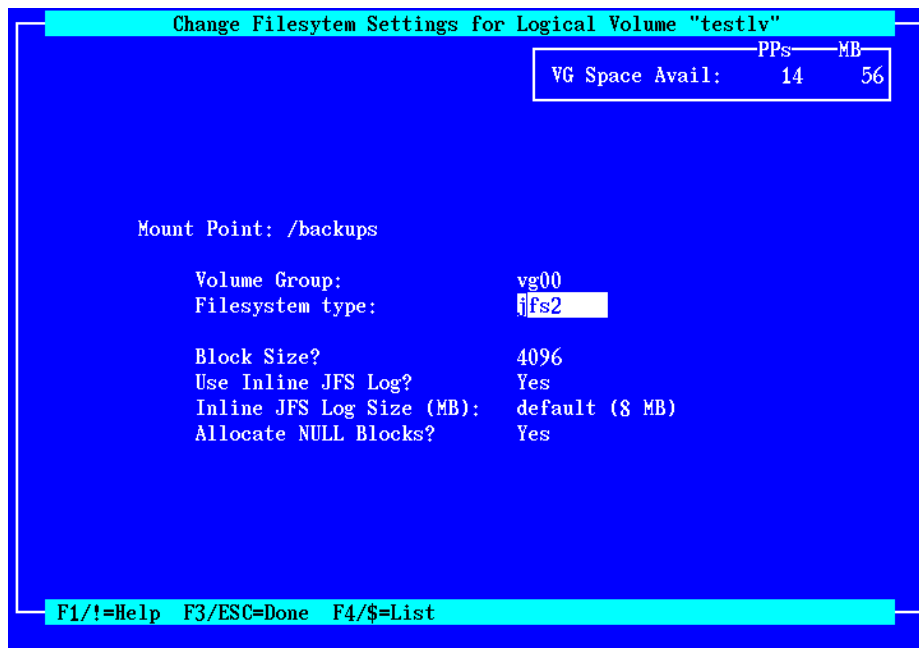 Change Filesytem Settings for Logical Volume "testlv"
PPs MB
VG Space Avail: 14 56
Mount Point: /backups
Volume Group: vg00
Filesystem type: jfs2
Block Size? 4096
Use Inline JFS Log? Yes
Inline JFS Log Size (MB): default (8 MB)
Allocate NULL Blocks? Yes
F1/!=Help F3/ESC=Done F4/$=List